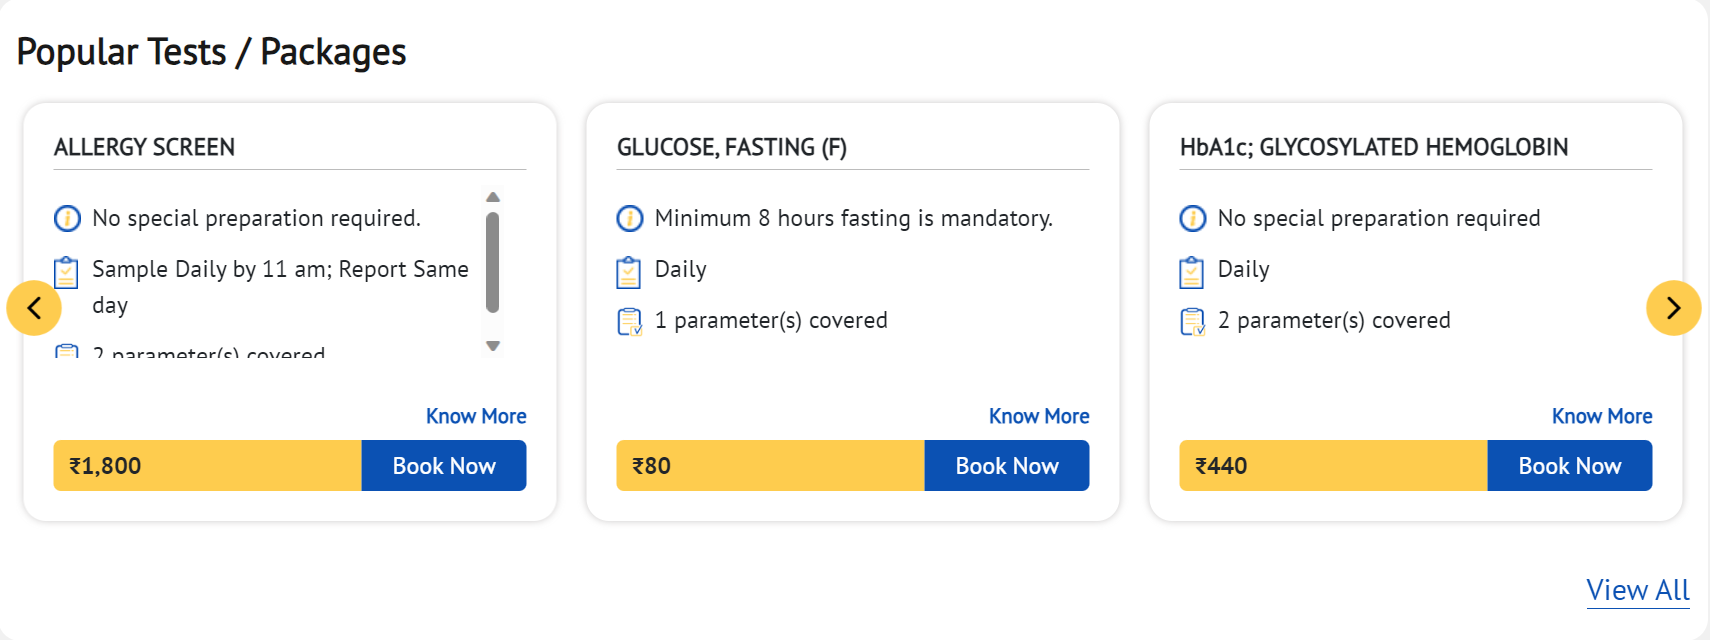 Popular Tests / Packages
ALLERGY SCREEN
No special preparation required.
Sample Daily by 11 am; Report Same
day
2 parameter(s) covered
Know More
₹1,800
Book Now
GLUCOSE, FASTING (F)
Minimum 8 hours fasting is mandatory.
Daily
1 parameter(s) covered
Know More
₹80
Book Now
HbA1c; GLYCOSYLATED HEMOGLOBIN
No special preparation required
Daily
2 parameter(s) covered
Know More
₹440
Book Now
View All